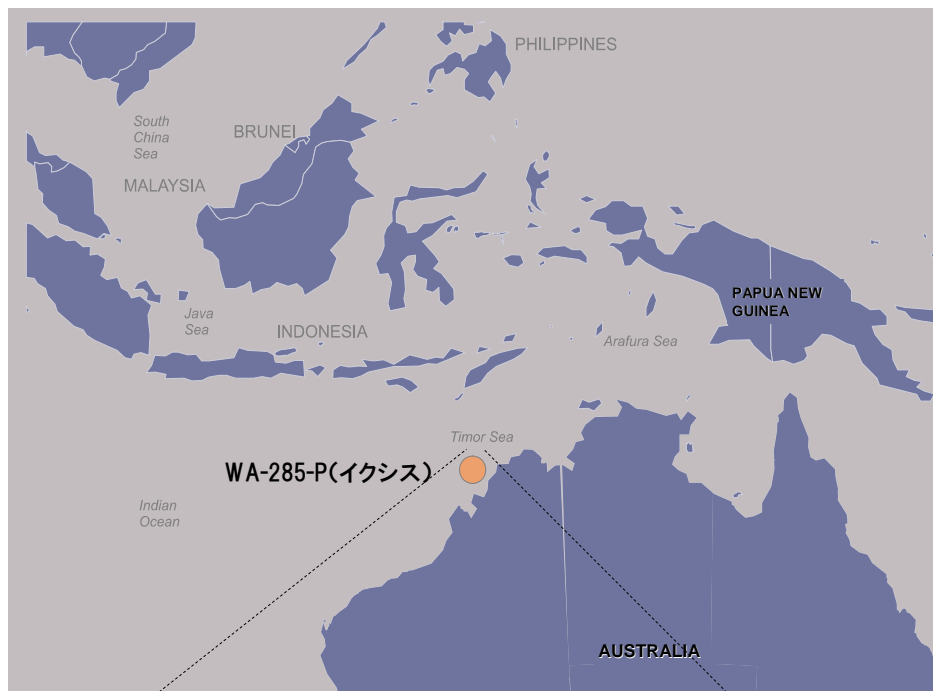 PHILIPPINES
South
China
Sea
BRUNEI
MALAYSIA
PAPUA NEW
GUINEA
Java
Sea
INDONESIA
Arafura Sea
Timor Sea
WA-285-P(イクシス)
Indian
Ocean
AUSTRALIA